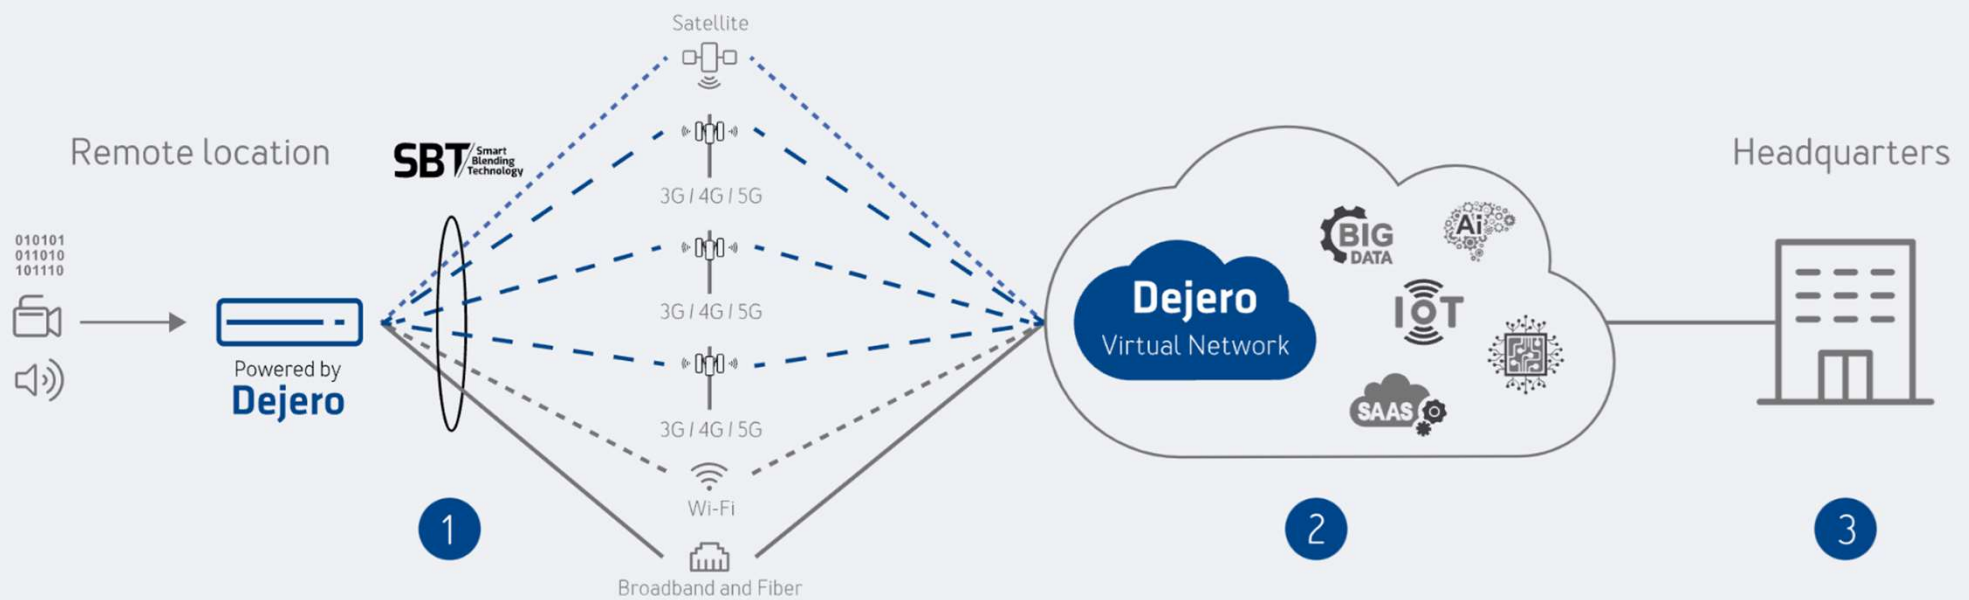 Satellite
Remote location
SBT
Smart
Blending
Technology
Headquarters
3G / 4G / 5G
010101
011010
101110
3G / 4G / 5G
Powered by
Dejero
3G / 4G / 5G
Wi-Fi
Broadband and Fiber
Dejero
Virtual Network
BIG
DATA
Ai
IOT
SAAS
1
2
3